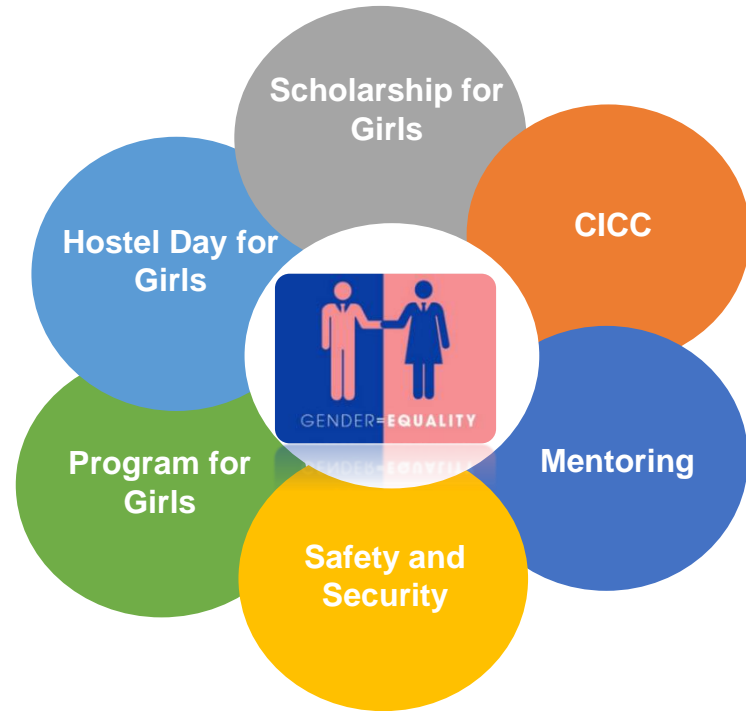 Scholarship for
Girls
CICC
Hostel Day for
Girls
GENDER=EQUALITY
Mentoring
Program for
Girls
Safety and
Security